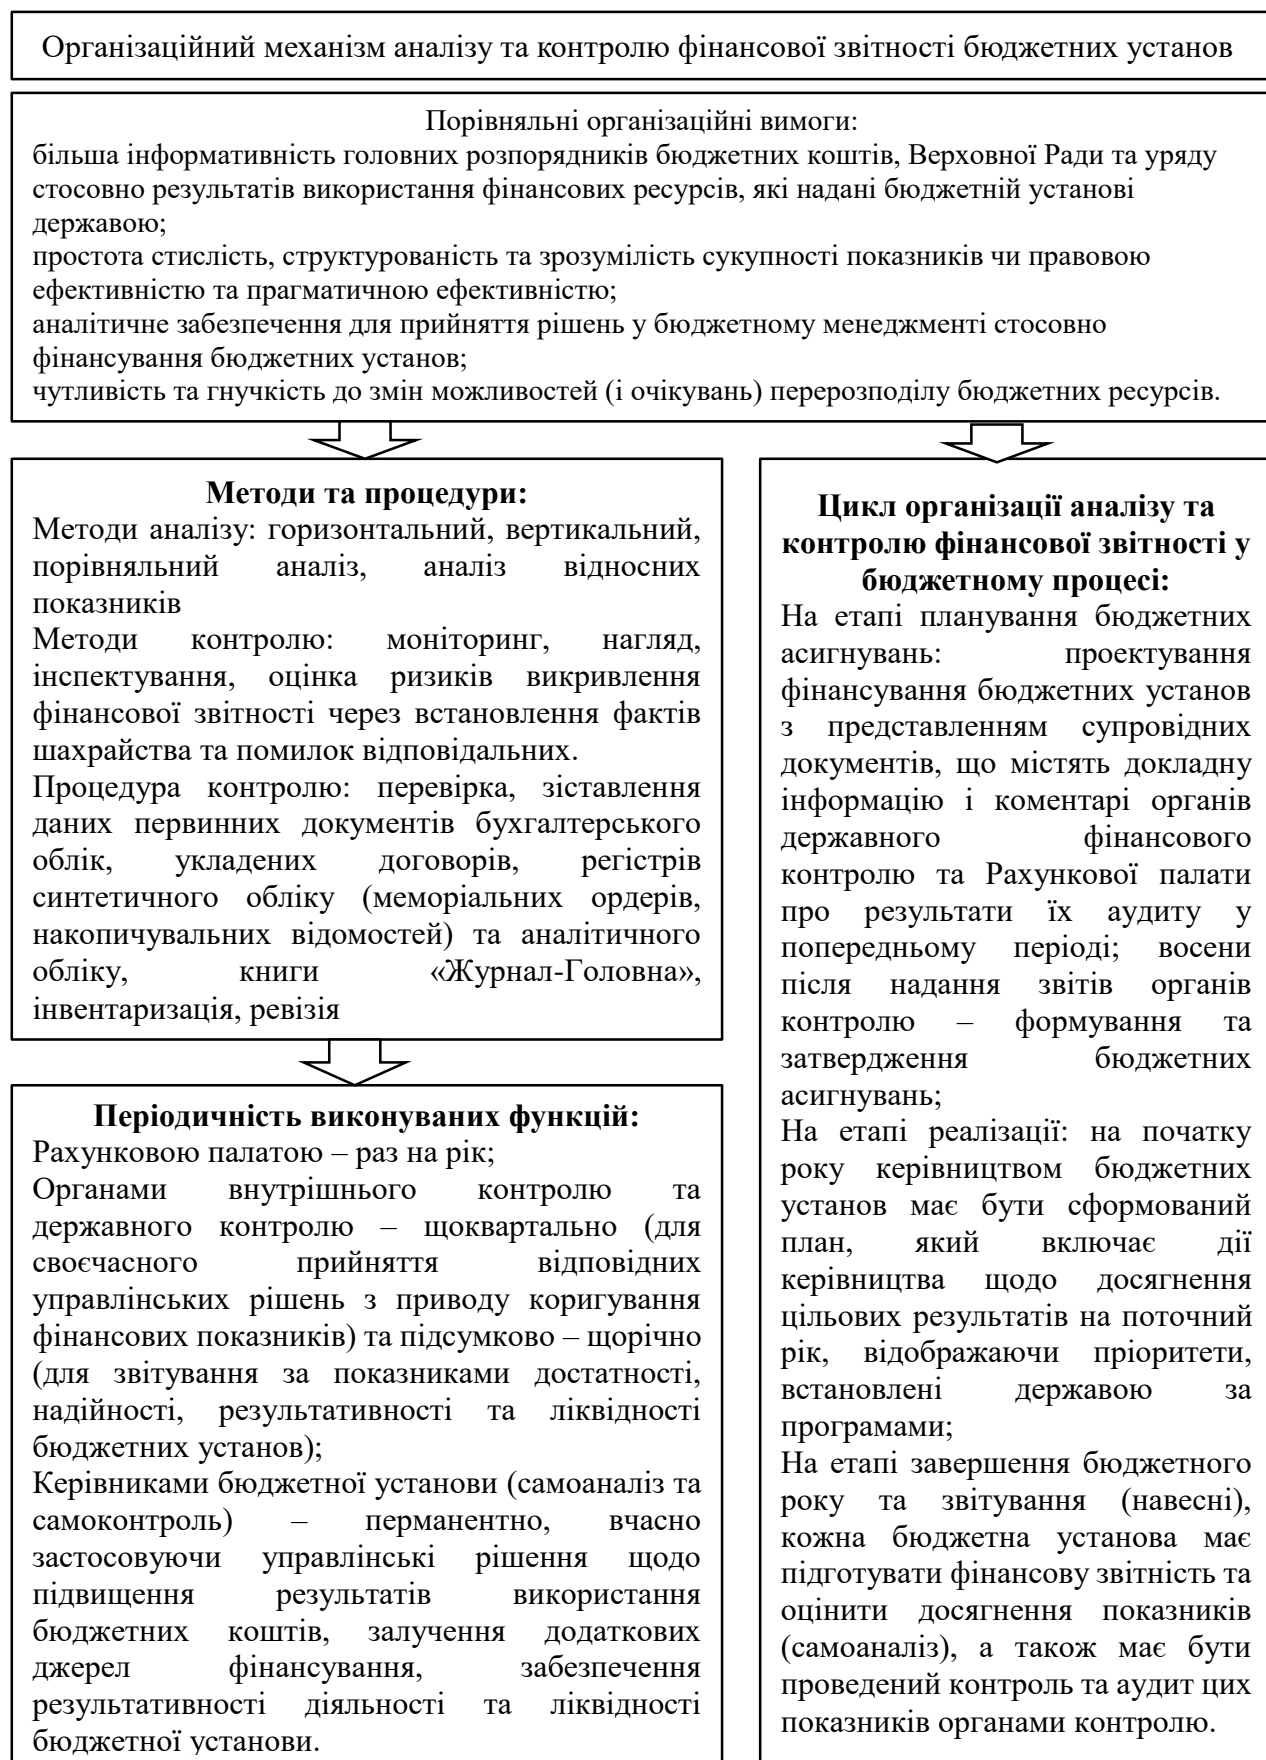 Організаційний механізм аналізу та контролю фінансової звітності бюджетних установ
Порівняльні організаційні вимоги:
більша інформативність головних розпорядників бюджетних коштів, Верховної Ради та уряду
стосовно результатів використання фінансових ресурсів, які надані бюджетній установі
державою;
простота стислість, структурованість та зрозумілість сукупності показників чи правовою
ефективністю та прагматичною ефективністю;
аналітичне забезпечення для прийняття рішень у бюджетному менеджменті стосовно
фінансування бюджетних установ;
чутливість та гнучкість до змін можливостей (і очікувань) перерозподілу бюджетних ресурсів.
Методи та процедури:
Методи аналізу: горизонтальний, вертикальний,
порівняльний аналіз, аналіз відносних
показників
Методи контролю: моніторинг, нагляд,
інспектування, оцінка ризиків викривлення
фінансової звітності через встановлення фактів
шахрайства та помилок відповідальних.
Процедура контролю: перевірка, зіставлення
даних первинних документів бухгалтерського
облік, укладених договорів, регістрів
синтетичного обліку (меморіальних ордерів,
накопичувальних відомостей) та аналітичного
обліку, книги «Журнал-Головна»,
інвентаризація, ревізія
Періодичність виконуваних функцій:
Рахунковою палатою – раз на рік;
Органами внутрішнього контролю та
державного контролю – щоквартально (для
своєчасного прийняття відповідних
управлінських рішень з приводу коригування
фінансових показників) та підсумково – щорічно
(для звітування за показниками достатності,
надійності, результативності та ліквідності
бюджетних установ);
Керівниками бюджетної установи (самоаналіз та
самоконтроль) – перманентно, вчасно
застосовуючи управлінські рішення щодо
підвищення результатів використання
бюджетних коштів, залучення додаткових
джерел фінансування, забезпечення
результативності діяльності та ліквідності
бюджетної установи.
Цикл організації аналізу та
контролю фінансової звітності у
бюджетному процесі:
На етапі планування бюджетних
асигнувань: проектування
фінансування бюджетних установ
з представленням супровідних
документів, що містять докладну
інформацію і коментарі органів
державного фінансового
контролю та Рахункової палати
про результати їх аудиту у
попередньому періоді; восени
після надання звітів органів
контролю – формування та
затвердження бюджетних
асигнувань;
На етапі реалізації: на початку
року керівництвом бюджетних
установ має бути сформований
план, який включає дії
керівництва щодо досягнення
цільових результатів на поточний
рік, відображаючи пріоритети,
встановлені державою за
програмами;
На етапі завершення бюджетного
року та звітування (навесні),
кожна бюджетна установа має
підготувати фінансову звітність та
оцінити досягнення показників
(самоаналіз), а також має бути
проведений контроль та аудит цих
показників органами контролю.